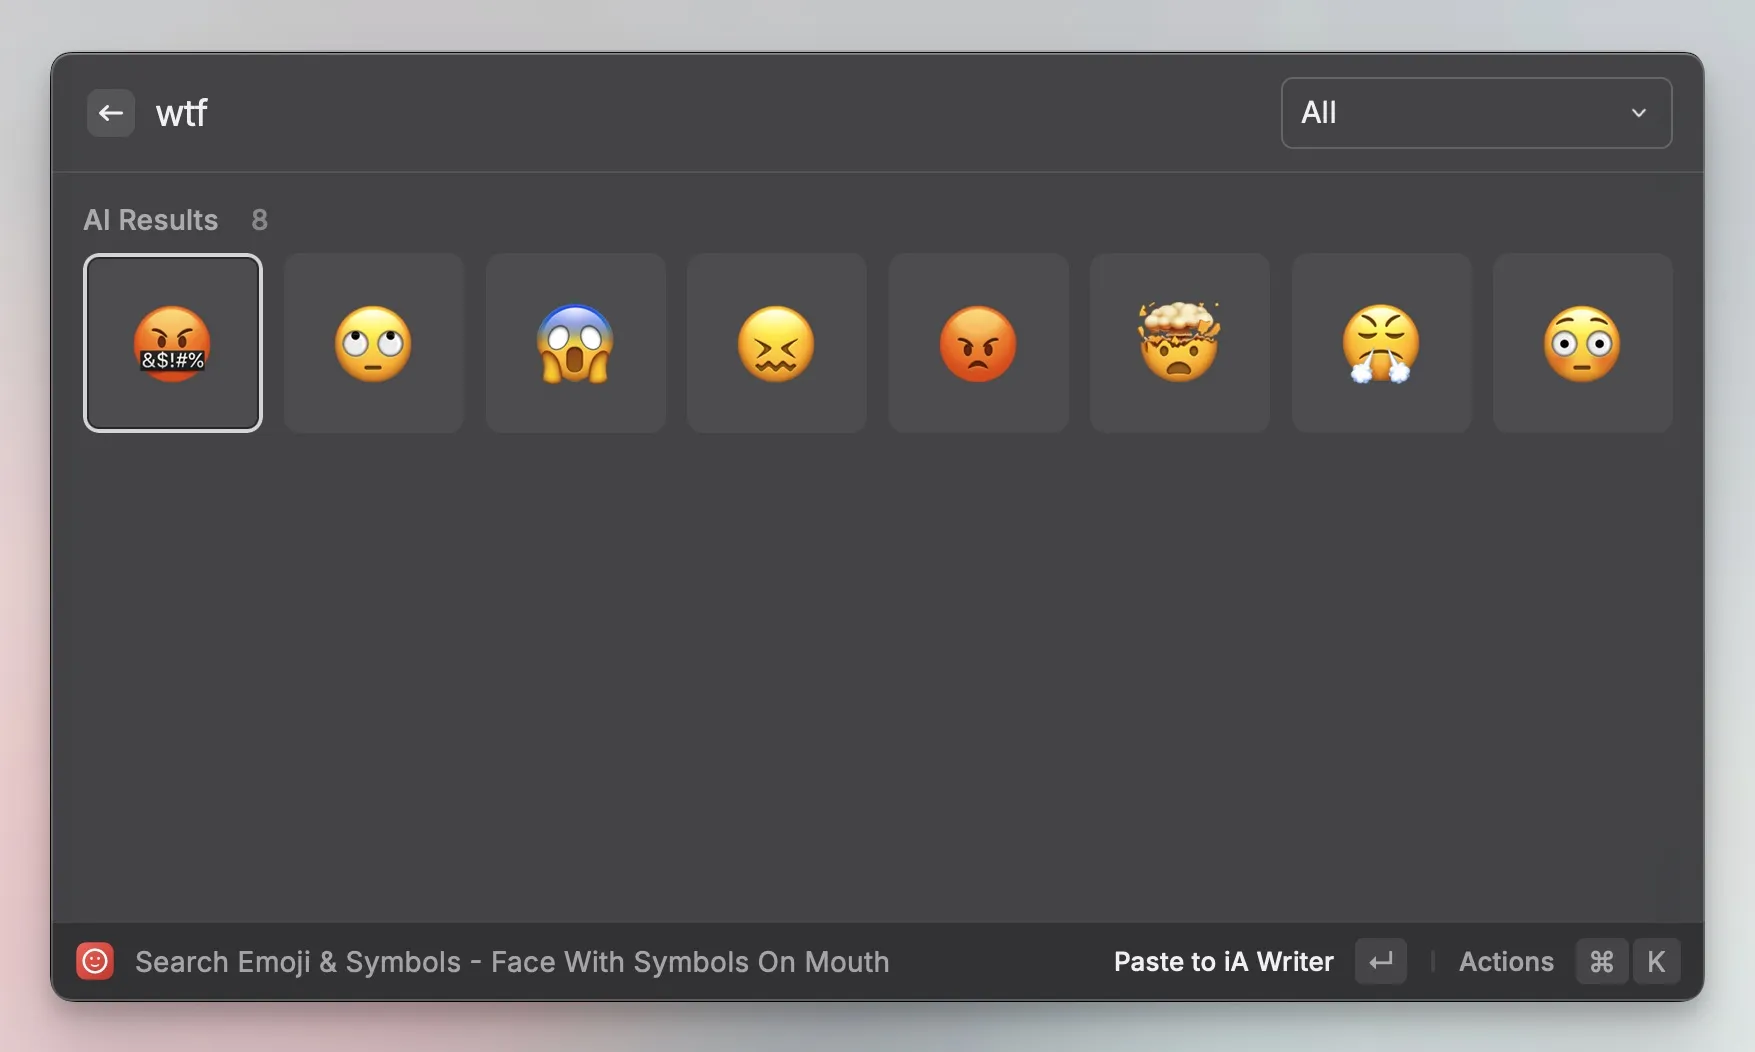 wtf
All
AI Results 8
&$!#%
Search Emoji & Symbols - Face With Symbols On Mouth
Paste to iA Writer
Actions ⌘ K